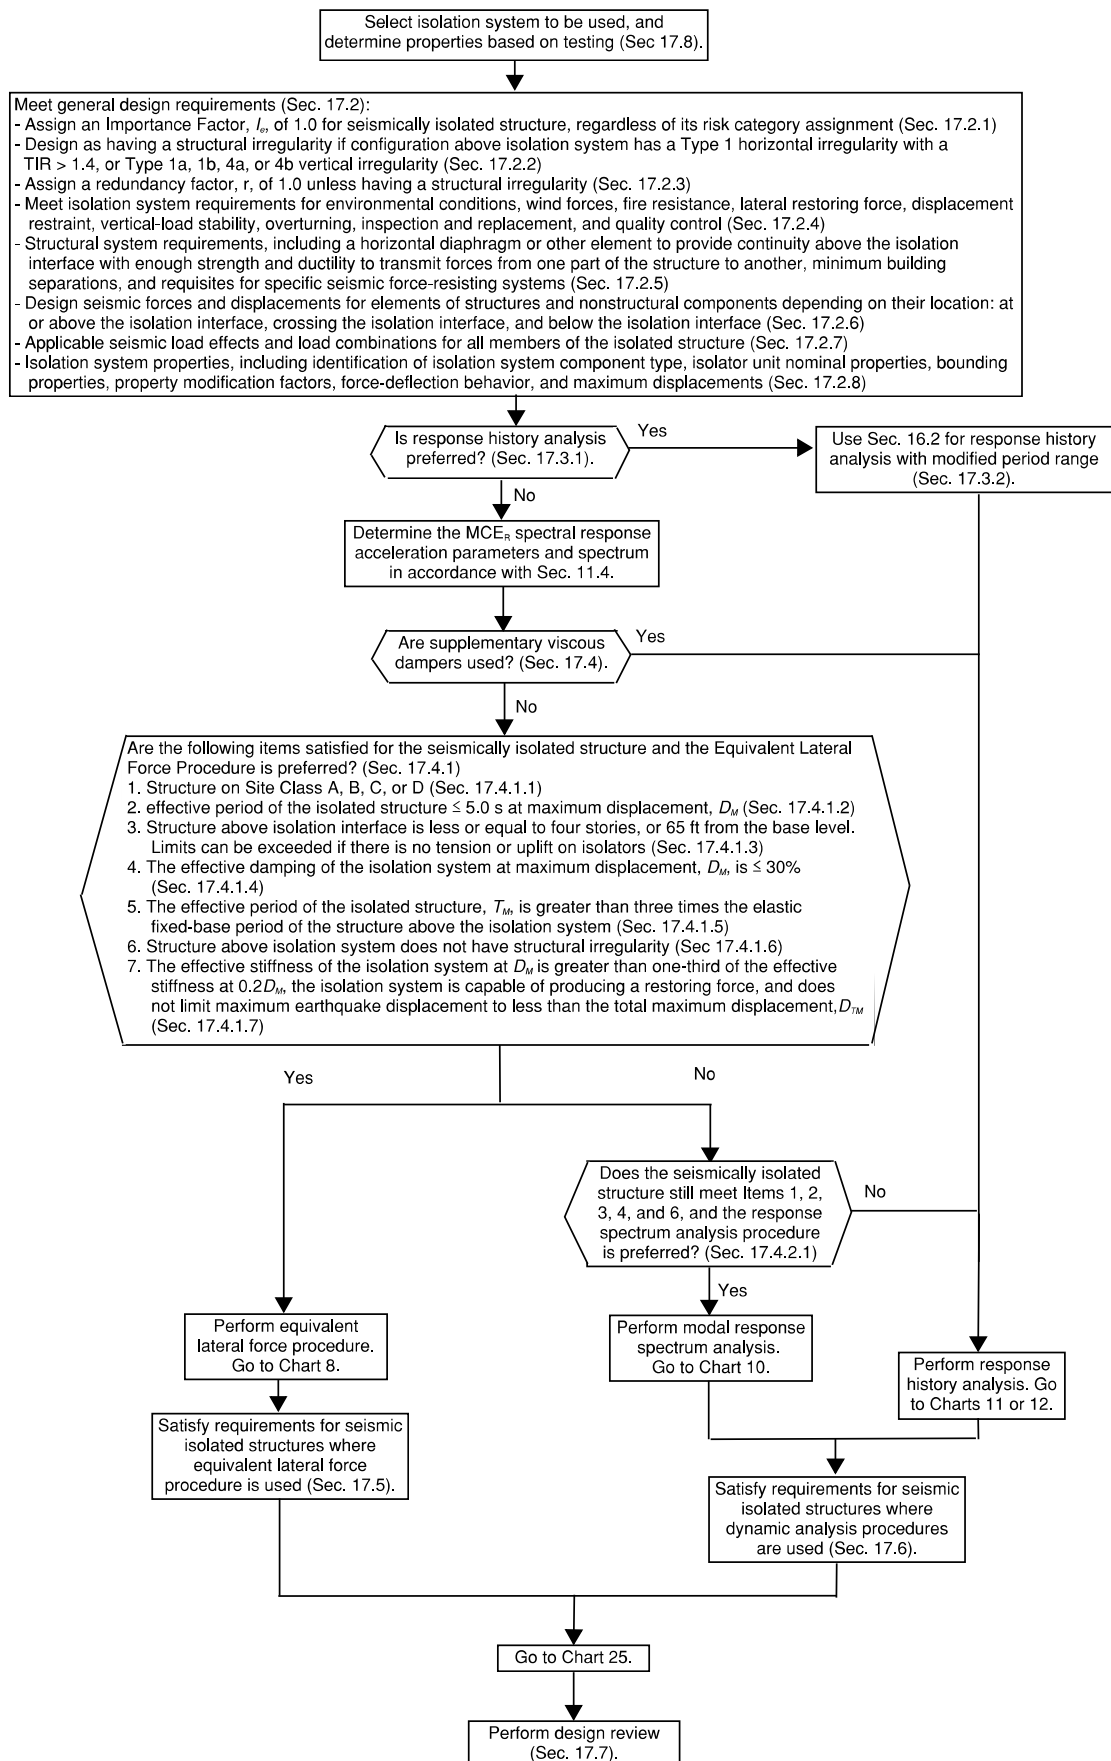 Select isolation system to be used, and
determine properties based on testing (Sec 17.8).
Meet general design requirements (Sec. 17.2):
- Assign an Importance Factor, Iₑ, of 1.0 for seismically isolated structure, regardless of its risk category assignment (Sec. 17.2.1)
- Design as having a structural irregularity if configuration above isolation system has a Type 1 horizontal irregularity with a
TIR > 1.4, or Type 1a, 1b, 4a, or 4b vertical irregularity (Sec. 17.2.2)
- Assign a redundancy factor, r, of 1.0 unless having a structural irregularity (Sec. 17.2.3)
- Meet isolation system requirements for environmental conditions, wind forces, fire resistance, lateral restoring force, displacement
restraint, vertical-load stability, overturning, inspection and replacement, and quality control (Sec. 17.2.4)
- Structural system requirements, including a horizontal diaphragm or other element to provide continuity above the isolation
interface with enough strength and ductility to transmit forces from one part of the structure to another, minimum building
separations, and requisites for specific seismic force-resisting systems (Sec. 17.2.5)
- Design seismic forces and displacements for elements of structures and nonstructural components depending on their location: at
or above the isolation interface, crossing the isolation interface, and below the isolation interface (Sec. 17.2.6)
- Applicable seismic load effects and load combinations for all members of the isolated structure (Sec. 17.2.7)
- Isolation system properties, including identification of isolation system component type, isolator unit nominal properties, bounding
properties, property modification factors, force-deflection behavior, and maximum displacements (Sec. 17.2.8)
Is response history analysis
preferred? (Sec. 17.3.1).
Yes
Use Sec. 16.2 for response history
analysis with modified period range
(Sec. 17.3.2).
No
Determine the MCE_R spectral response
acceleration parameters and spectrum
in accordance with Sec. 11.4.
Are supplementary viscous
dampers used? (Sec. 17.4).
Yes
No
Are the following items satisfied for the seismically isolated structure and the Equivalent Lateral
Force Procedure is preferred? (Sec. 17.4.1)
1. Structure on Site Class A, B, C, or D (Sec. 17.4.1.1)
2. effective period of the isolated structure ≤ 5.0 s at maximum displacement, D_M (Sec. 17.4.1.2)
3. Structure above isolation interface is less or equal to four stories, or 65 ft from the base level.
Limits can be exceeded if there is no tension or uplift on isolators (Sec. 17.4.1.3)
4. The effective damping of the isolation system at maximum displacement, D_M, is ≤ 30%
(Sec. 17.4.1.4)
5. The effective period of the isolated structure, T_M, is greater than three times the elastic
fixed-base period of the structure above the isolation system (Sec. 17.4.1.5)
6. Structure above isolation system does not have structural irregularity (Sec 17.4.1.6)
7. The effective stiffness of the isolation system at D_M is greater than one-third of the effective
stiffness at 0.2D_M, the isolation system is capable of producing a restoring force, and does
not limit maximum earthquake displacement to less than the total maximum displacement,D_TM
(Sec. 17.4.1.7)
Yes
No
Does the seismically isolated
structure still meet Items 1, 2,
3, 4, and 6, and the response
spectrum analysis procedure
is preferred? (Sec. 17.4.2.1)
No
Yes
Perform equivalent
lateral force procedure.
Go to Chart 8.
Perform modal response
spectrum analysis.
Go to Chart 10.
Perform response
history analysis. Go
to Charts 11 or 12.
Satisfy requirements for seismic
isolated structures where
equivalent lateral force
procedure is used (Sec. 17.5).
Satisfy requirements for seismic
isolated structures where
dynamic analysis procedures
are used (Sec. 17.6).
Go to Chart 25.
Perform design review
(Sec. 17.7).